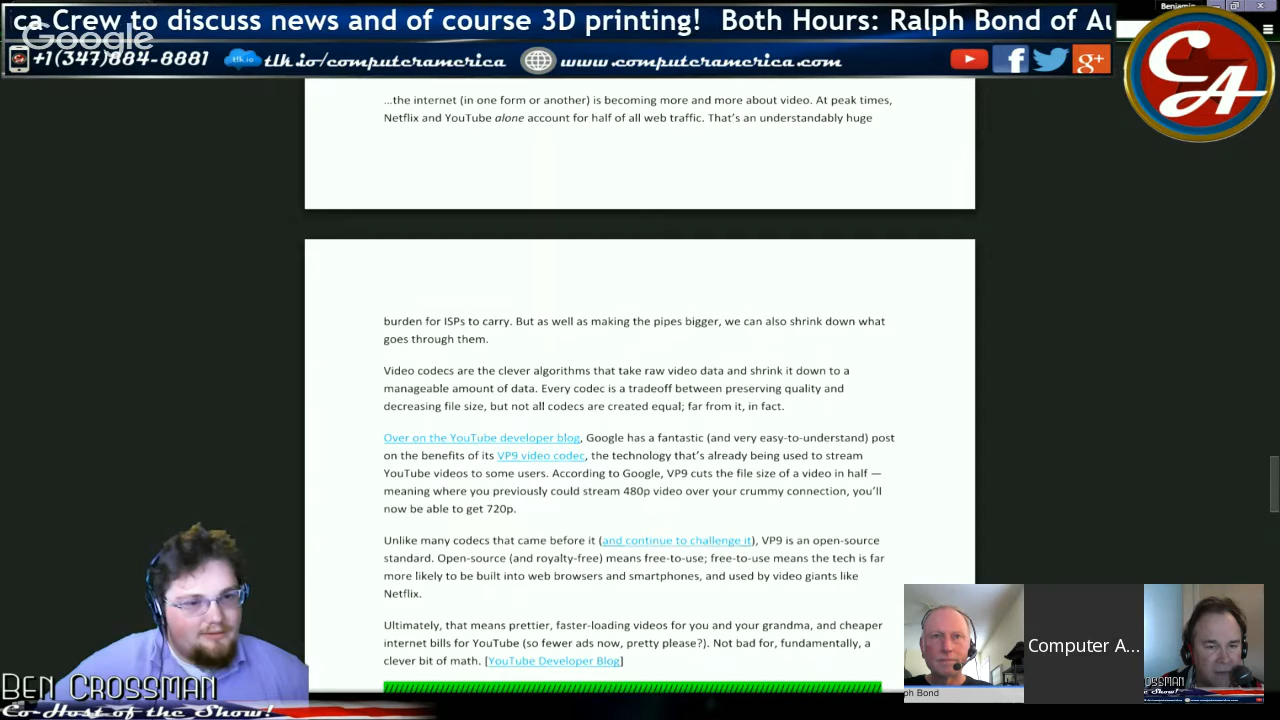 ca Crew to discuss news and of course 3D printing! Both Hours: Ralph Bond of Au
Benjamin
Google
+1(347)884-8881 tlk.io/computeramerica www.computeramerica.com
CA
…the internet (in one form or another) is becoming more and more about video. At peak times,
Netflix and YouTube alone account for half of all web traffic. That's an understandably huge
burden for ISPs to carry. But as well as making the pipes bigger, we can also shrink down what
goes through them.
Video codecs are the clever algorithms that take raw video data and shrink it down to a
manageable amount of data. Every codec is a tradeoff between preserving quality and
decreasing file size, but not all codecs are created equal; far from it, in fact.
Over on the YouTube developer blog, Google has a fantastic (and very easy-to-understand) post
on the benefits of its VP9 video codec, the technology that's already being used to stream
YouTube videos to some users. According to Google, VP9 cuts the file size of a video in half —
meaning where you previously could stream 480p video over your crummy connection, you'll
now be able to get 720p.
Unlike many codecs that came before it (and continue to challenge it), VP9 is an open-source
standard. Open-source (and royalty-free) means free-to-use; free-to-use means the tech is far
more likely to be built into web browsers and smartphones, and used by video giants like
Netflix.
Ultimately, that means prettier, faster-loading videos for you and your grandma, and cheaper
internet bills for YouTube (so fewer ads now, pretty please?). Not bad for, fundamentally, a
clever bit of math. [YouTube Developer Blog]
Ben Crossman
Co-Host of the Show!
Computer A...
ph Bond